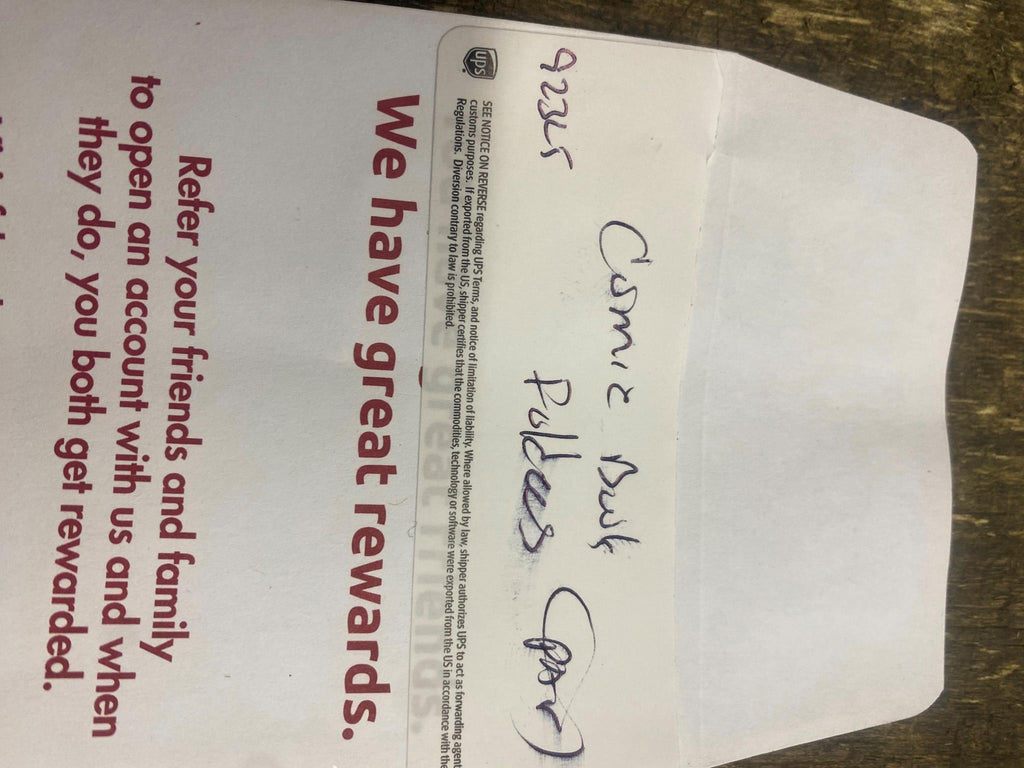 92325
Comic Book
Palaces (part)
ups
SEE NOTICE ON REVERSE regarding UPS Terms, and notice of limitation of liability. Where allowed by law, shipper authorizes UPS to act as forwarding agent
customs purposes. If exported from the US, shipper certifies that the commodities, technology or software were exported from the US in accordance with the
Regulations. Diversion contrary to law is prohibited.
We have great rewards.
Refer your friends and family
to open an account with us and when
they do, you both get rewarded.